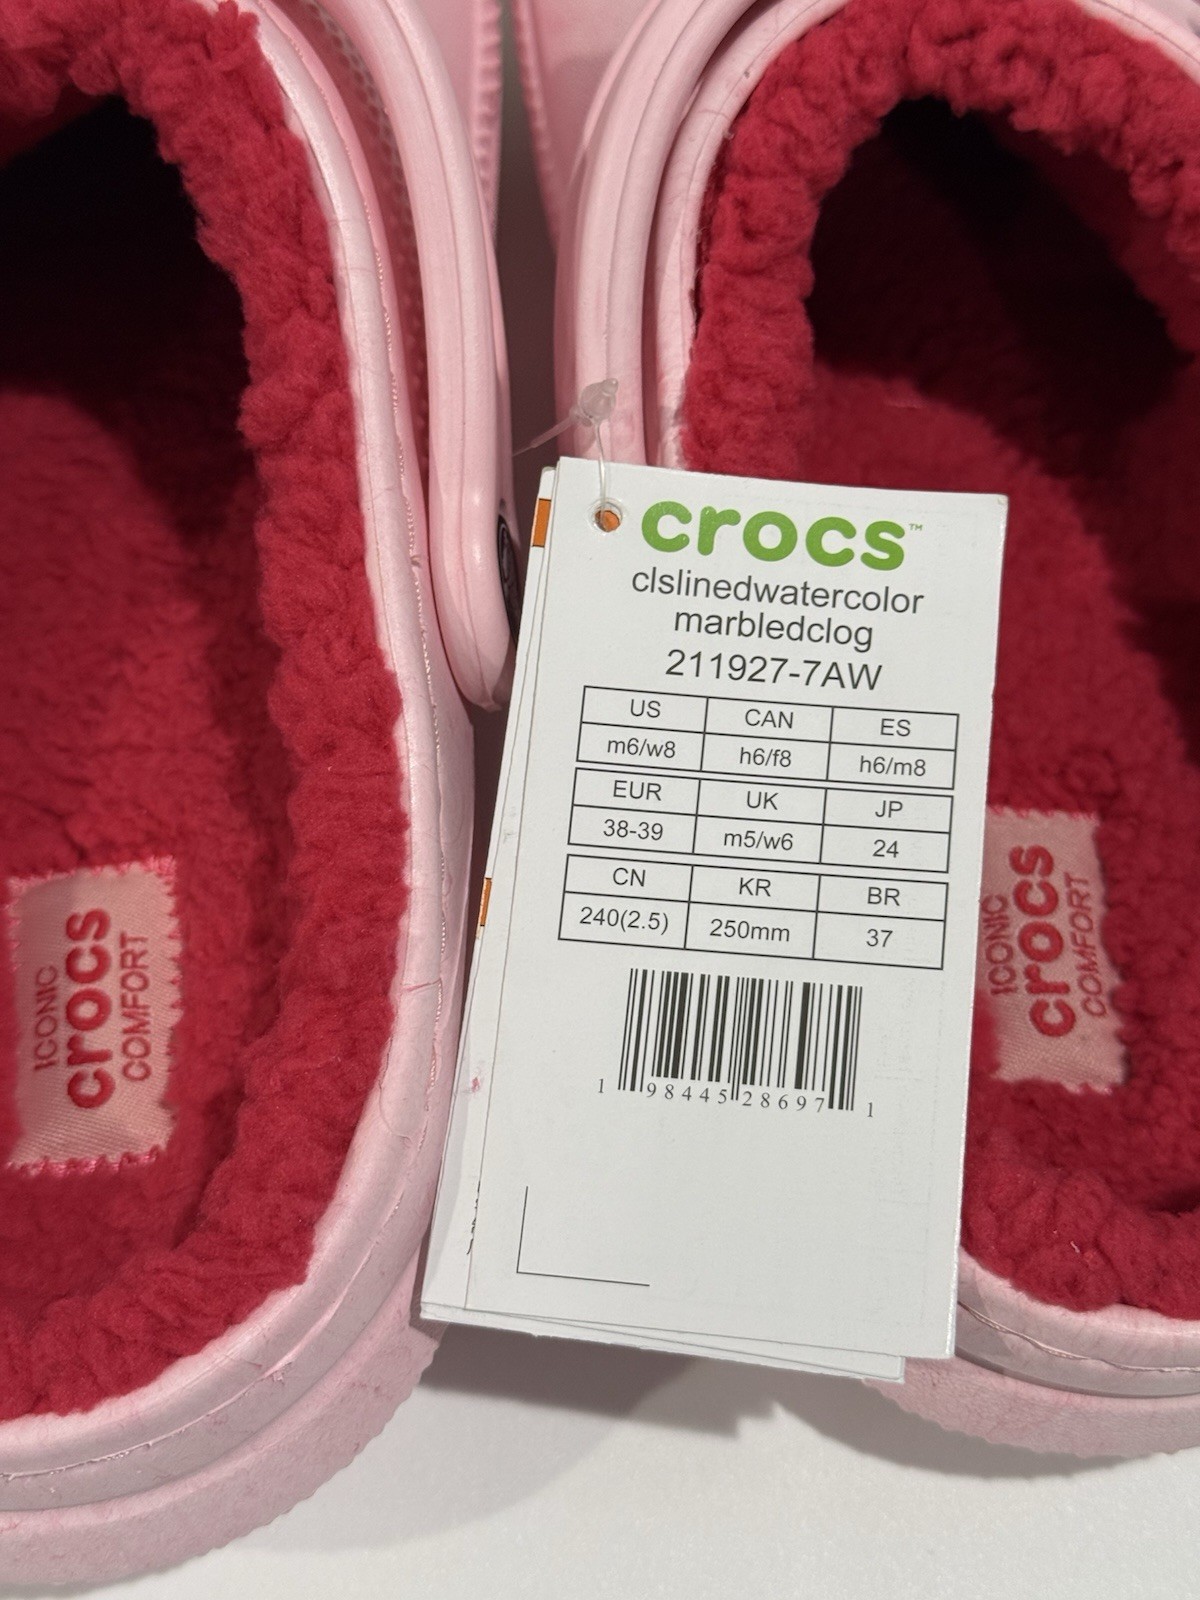 crocs™
clslinedwatercolor
marbledclog
211927-7AW
US CAN ES
m6/w8 h6/f8 h6/m8
EUR UK JP
38-39 m5/w6 24
CN KR BR
240(2.5) 250mm 37
1 98445 28697 1
ICONIC
crocs
COMFORT
ICONIC
crocs
COMFORT